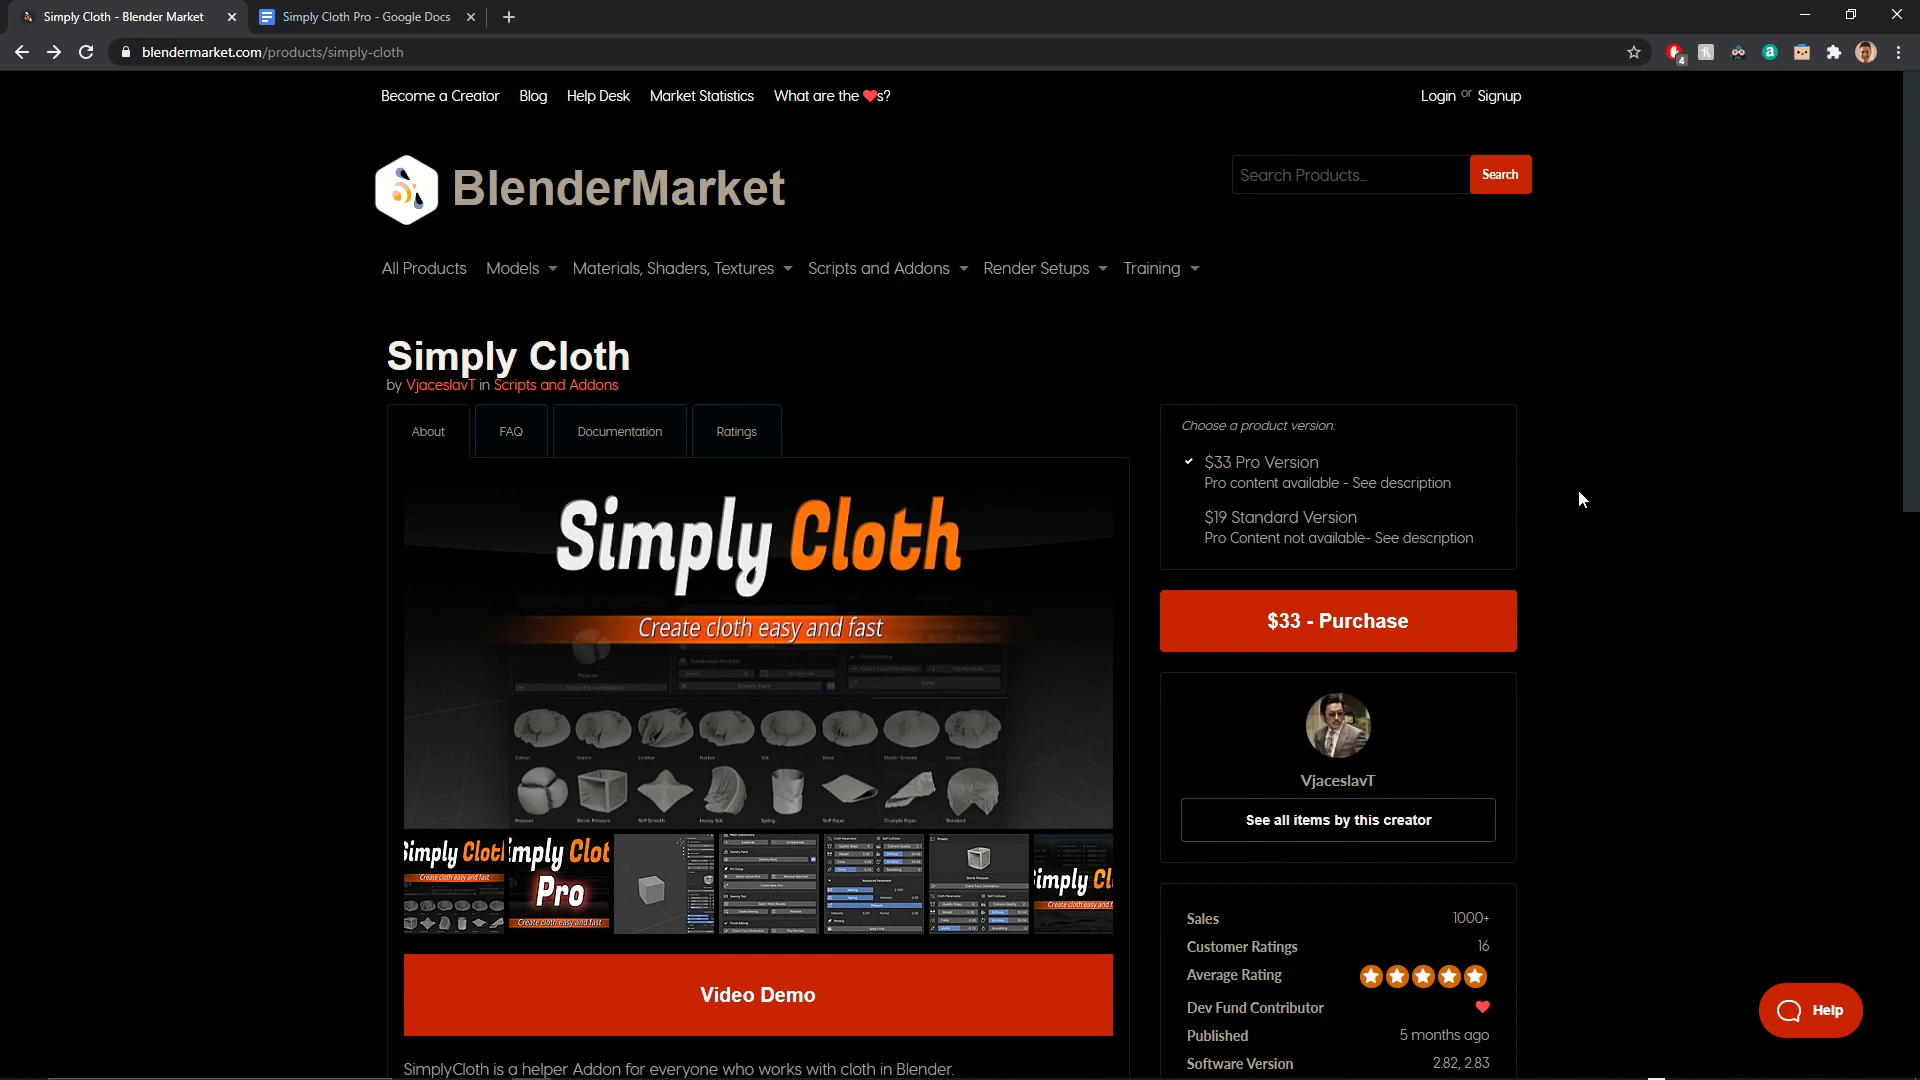 Simply Cloth - Blender Market
Simply Cloth Pro - Google Docs
blendermarket.com/products/simply-cloth
4
Become a Creator Blog Help Desk Market Statistics What are the ❤s?
Login or Signup
BlenderMarket
Search Products...
Search
All Products Models Materials, Shaders, Textures Scripts and Addons Render Setups Training
Simply Cloth
by VjaceslavT in Scripts and Addons
About FAQ Documentation Ratings
Choose a product version:
$33 Pro Version
Pro content available - See description
$19 Standard Version
Pro Content not available- See description
$33 - Purchase
Simply Cloth
Create cloth easy and fast
VjaceslavT
See all items by this creator
Simply Cloth
Create cloth easy and fast
Pro
Create cloth easy and fast
Video Demo
Sales 1000+
Customer Ratings 16
Average Rating
Dev Fund Contributor
Published 5 months ago
Software Version 2.82, 2.83
Help
SimplyCloth is a helper Addon for everyone who works with cloth in Blender.